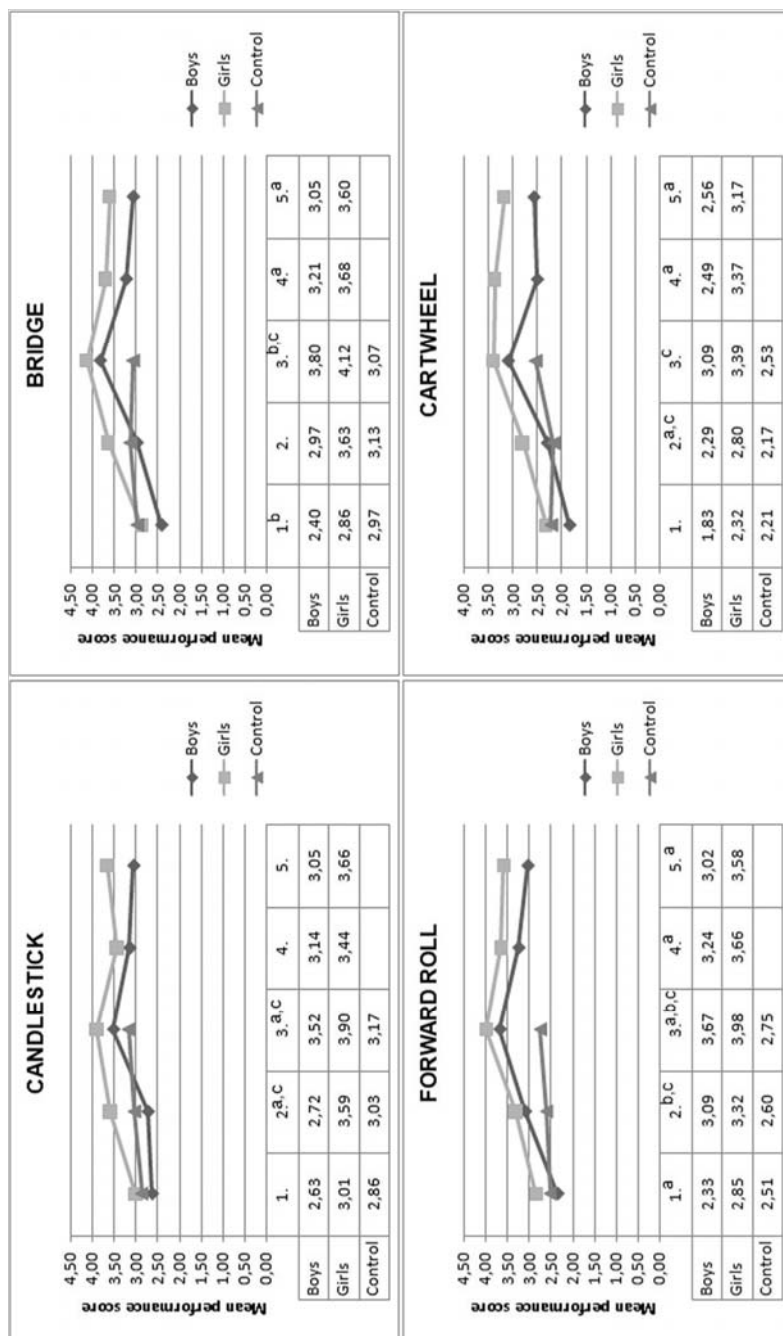 CANDLESTICK
Mean performance score
4,50
4,00
3,50
3,00
2,50
2,00
1,50
1,00
0,50
0,00
Boys
Girls
Control
1. 2.a,c 3.a,c 4. 5.
Boys 2,63 2,72 3,52 3,14 3,05
Girls 3,01 3,59 3,90 3,44 3,66
Control 2,86 3,03 3,17
BRIDGE
Mean performance score
4,50
4,00
3,50
3,00
2,50
2,00
1,50
1,00
0,50
0,00
Boys
Girls
Control
1.b 2. 3.b,c 4.a 5.a
Boys 2,40 2,97 3,80 3,21 3,05
Girls 2,86 3,63 4,12 3,68 3,60
Control 2,97 3,13 3,07
FORWARD ROLL
Mean performance score
4,50
4,00
3,50
3,00
2,50
2,00
1,50
1,00
0,50
0,00
Boys
Girls
Control
1.a 2.b,c 3.a,b,c 4.a 5.a
Boys 2,33 3,09 3,67 3,24 3,02
Girls 2,85 3,32 3,98 3,66 3,58
Control 2,51 2,60 2,75
CARTWHEEL
Mean performance score
4,00
3,50
3,00
2,50
2,00
1,50
1,00
0,50
0,00
Boys
Girls
Control
1. 2.a,c 3.c 4.a 5.a
Boys 1,83 2,29 3,09 2,49 2,56
Girls 2,32 2,80 3,39 3,37 3,17
Control 2,21 2,17 2,53